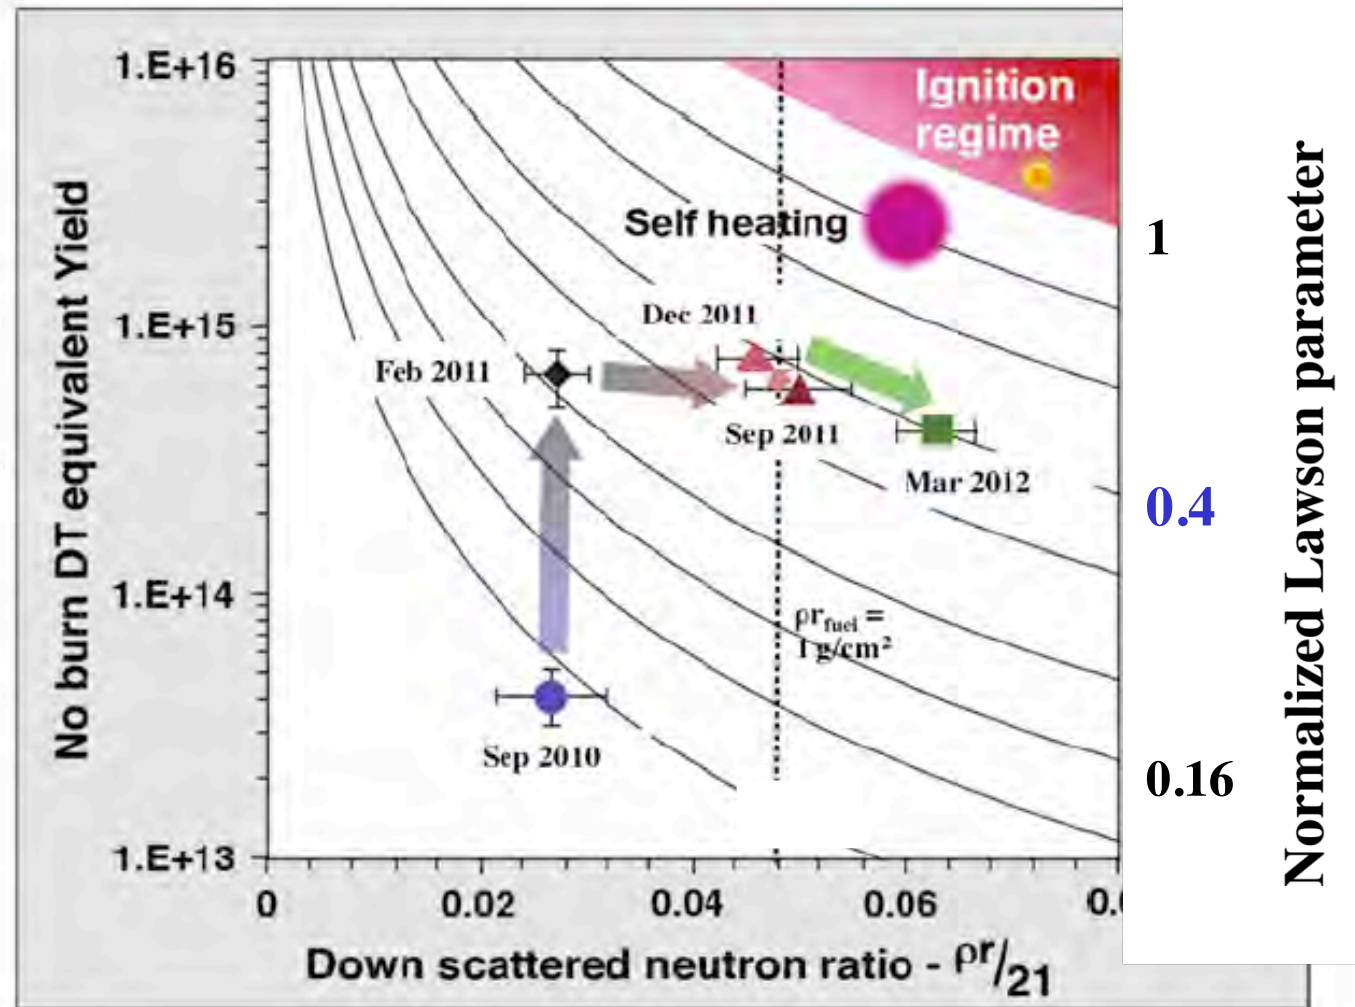 1.E+16
1.E+15
1.E+14
1.E+13
No burn DT equivalent Yield
Ignition
regime
Self heating
Dec 2011
Feb 2011
Sep 2011
Mar 2012
Sep 2010
ρr_fuel =
1 g/cm²
0
0.02
0.04
0.06
0.
Down scattered neutron ratio - ρr/21
1
0.4
0.16
Normalized Lawson parameter